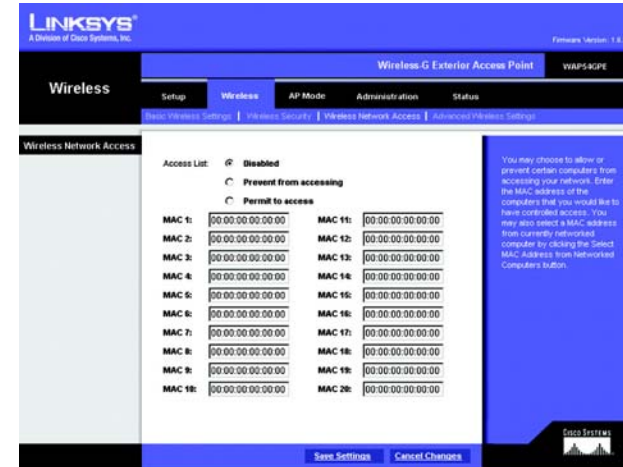 LINKSYS®
A Division of Cisco Systems, Inc.
Firmware Version: 1.0
Wireless-G Exterior Access Point
WAP54GPE
Wireless
Setup
Wireless
AP Mode
Administration
Status
Basic Wireless Settings | Wireless Security | Wireless Network Access | Advanced Wireless Settings
Wireless Network Access
Access List:
Disabled
Prevent from accessing
Permit to access
MAC 1: 00:00:00:00:00:00 MAC 11: 00:00:00:00:00:00
MAC 2: 00:00:00:00:00:00 MAC 12: 00:00:00:00:00:00
MAC 3: 00:00:00:00:00:00 MAC 13: 00:00:00:00:00:00
MAC 4: 00:00:00:00:00:00 MAC 14: 00:00:00:00:00:00
MAC 5: 00:00:00:00:00:00 MAC 15: 00:00:00:00:00:00
MAC 6: 00:00:00:00:00:00 MAC 16: 00:00:00:00:00:00
MAC 7: 00:00:00:00:00:00 MAC 17: 00:00:00:00:00:00
MAC 8: 00:00:00:00:00:00 MAC 18: 00:00:00:00:00:00
MAC 9: 00:00:00:00:00:00 MAC 19: 00:00:00:00:00:00
MAC 10: 00:00:00:00:00:00 MAC 20: 00:00:00:00:00:00
You may choose to allow or
prevent certain computers from
accessing your network. Enter
the MAC address of the
computers that you would like to
have controlled access. You
may also select a MAC address
from currently networked
computer by clicking the Select
MAC Address from Networked
Computers button.
Save Settings
Cancel Changes
CISCO SYSTEMS